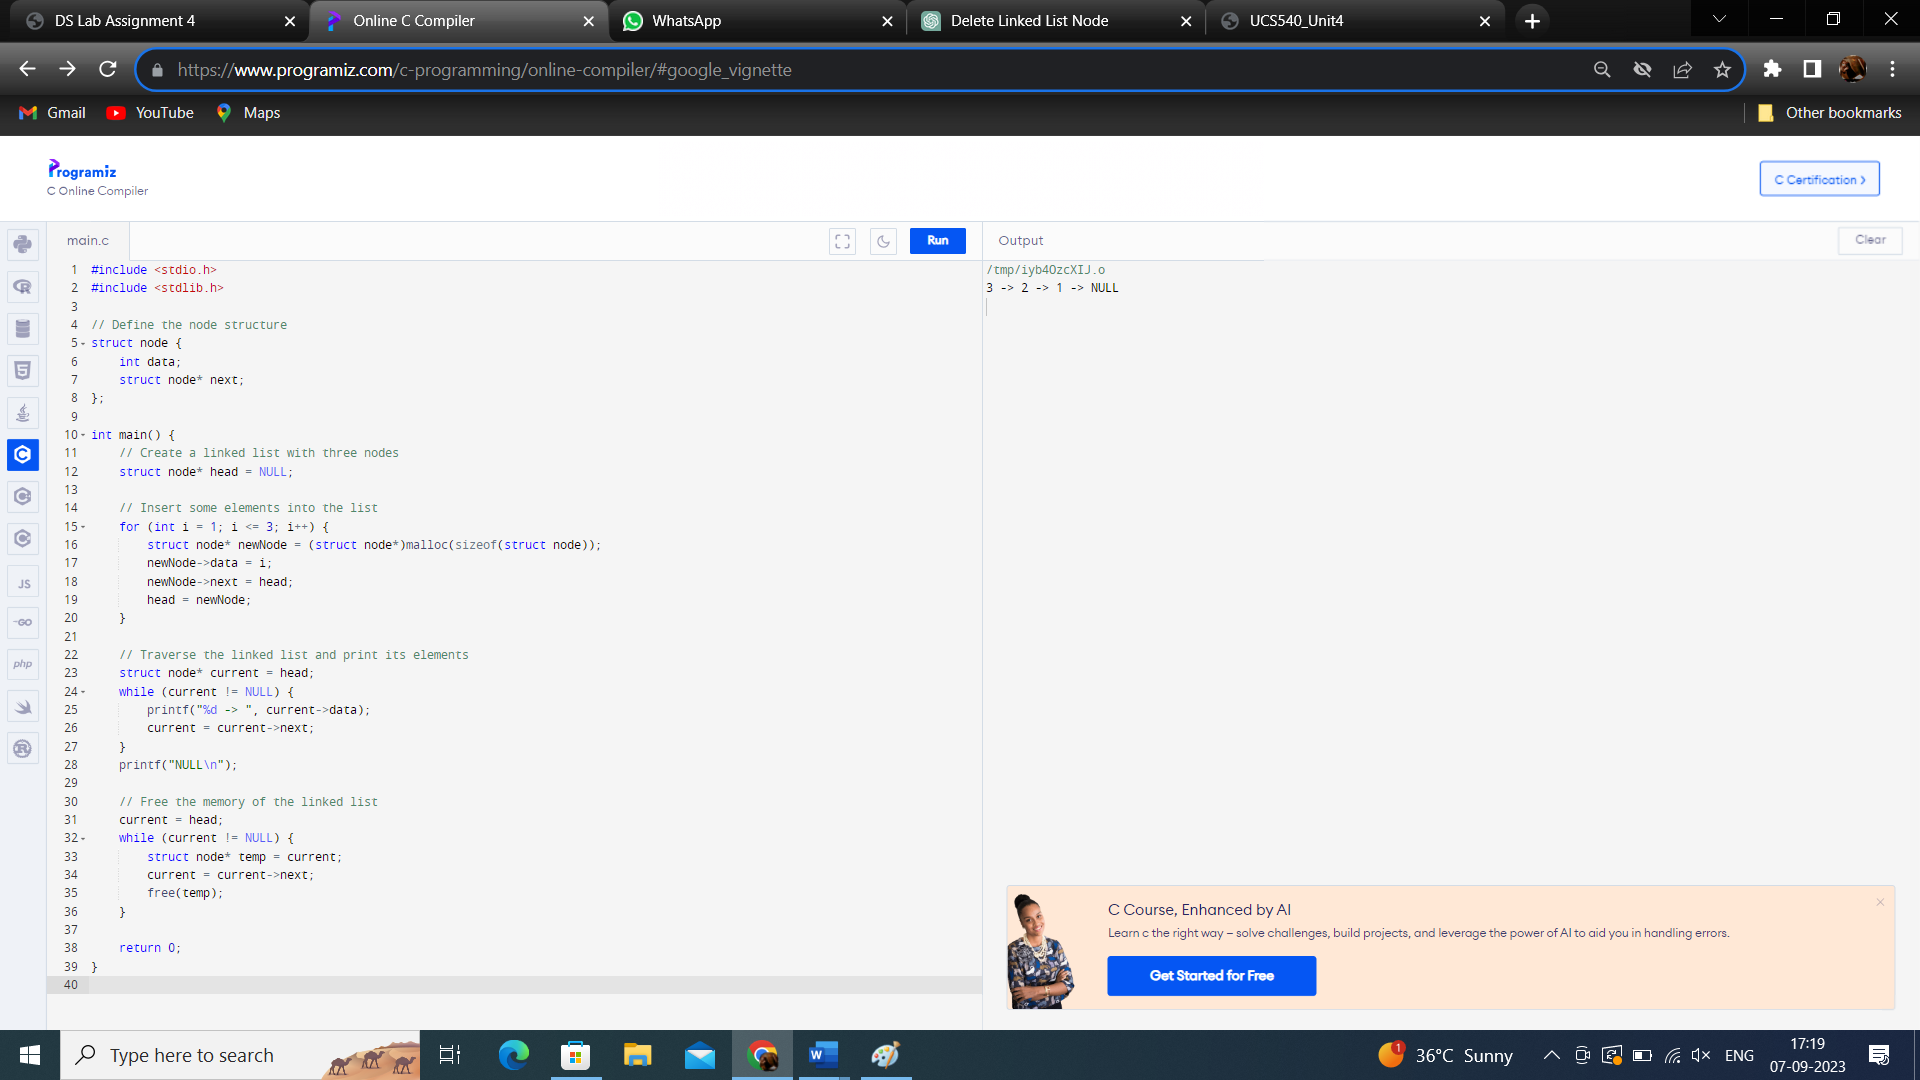 DS Lab Assignment 4
Online C Compiler
WhatsApp
Delete Linked List Node
UCS540_Unit4
https://www.programiz.com/c-programming/online-compiler/#google_vignette
Gmail
YouTube
Maps
Other bookmarks
Programiz
C Online Compiler
C Certification >
main.c
Run
Output
Clear
1 #include <stdio.h>
2 #include <stdlib.h>
3
4 // Define the node structure
5 struct node {
6     int data;
7     struct node* next;
8 };
9
10 int main() {
11     // Create a linked list with three nodes
12     struct node* head = NULL;
13
14     // Insert some elements into the list
15     for (int i = 1; i <= 3; i++) {
16         struct node* newNode = (struct node*)malloc(sizeof(struct node));
17         newNode->data = i;
18         newNode->next = head;
19         head = newNode;
20     }
21
22     // Traverse the linked list and print its elements
23     struct node* current = head;
24     while (current != NULL) {
25         printf("%d -> ", current->data);
26         current = current->next;
27     }
28     printf("NULL\n");
29
30     // Free the memory of the linked list
31     current = head;
32     while (current != NULL) {
33         struct node* temp = current;
34         current = current->next;
35         free(temp);
36     }
37
38     return 0;
39 }
40
/tmp/iyb4OzcXIJ.o
3 -> 2 -> 1 -> NULL
JS
GO
php
C Course, Enhanced by AI
Learn c the right way – solve challenges, build projects, and leverage the power of AI to aid you in handling errors.
Get Started for Free
Type here to search
1
36°C Sunny
ENG
17:19
07-09-2023